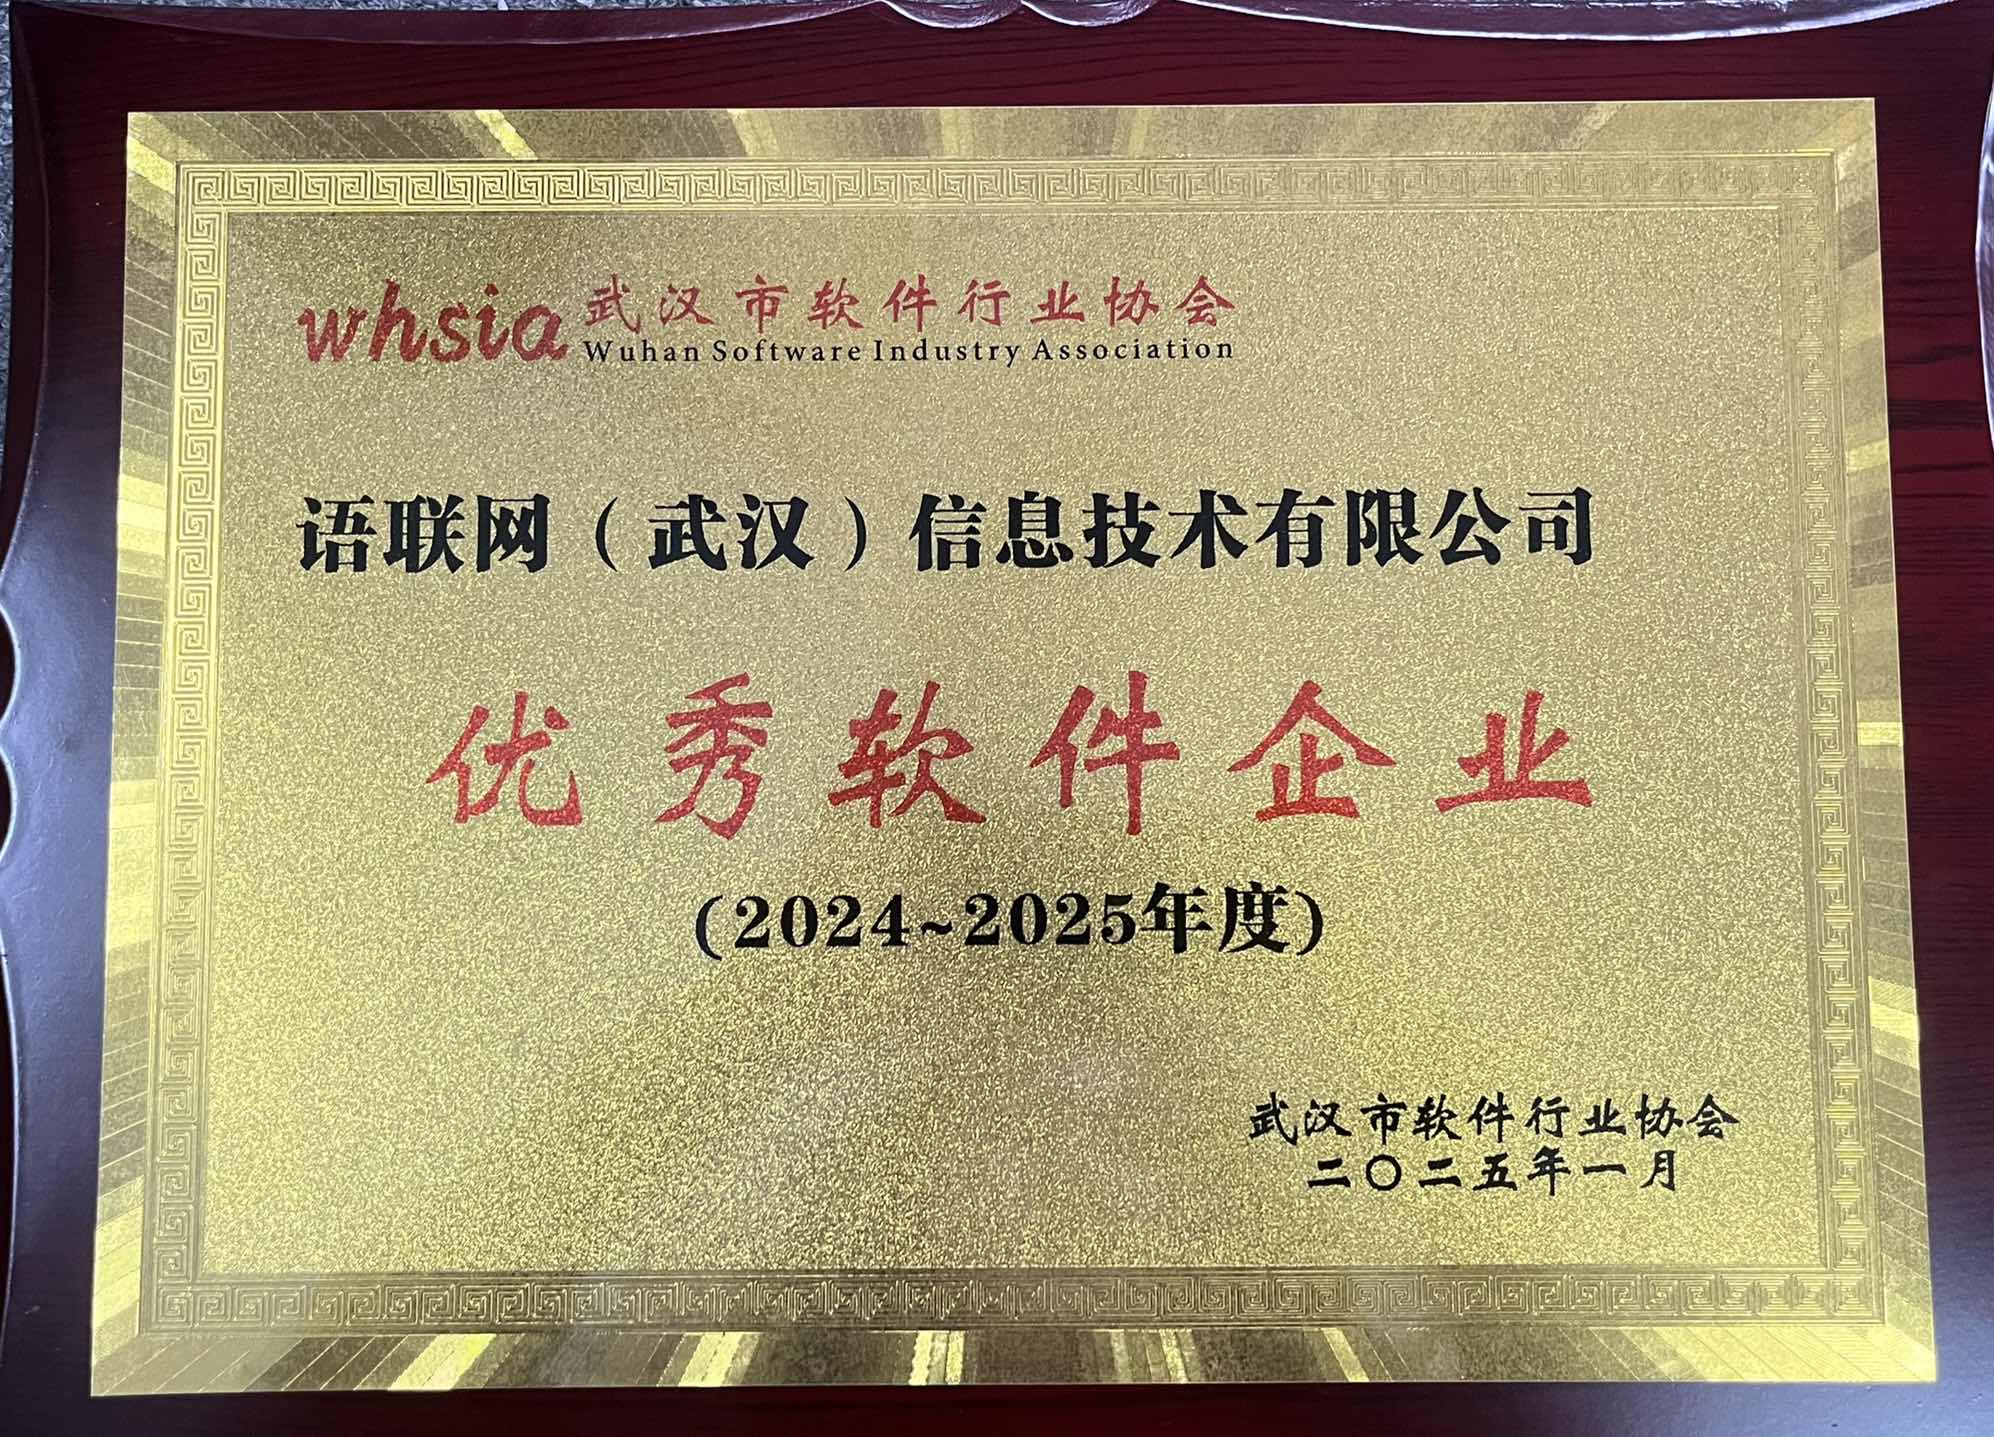 whsia 武汉市软件行业协会
Wuhan Software Industry Association
语联网（武汉）信息技术有限公司
优秀软件企业
(2024~2025年度)
武汉市软件行业协会
二〇二五年一月